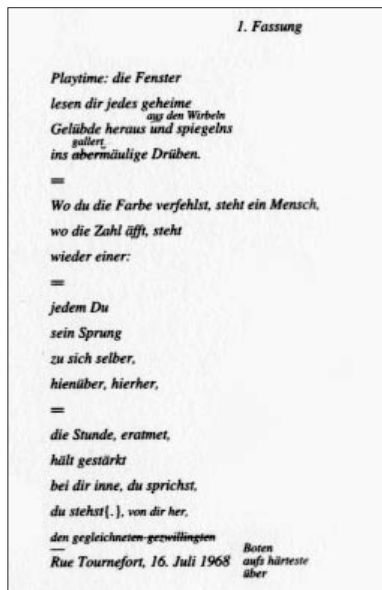 1. Fassung
Playtime: die Fenster
lesen dir jedes geheime
aus den Wirbeln
Gelübde heraus und spiegelns
gallert
ins abermäulige Drüben.
=
Wo du die Farbe verfehlst, steht ein Mensch,
wo die Zahl äfft, steht
wieder einer:
=
jedem Du
sein Sprung
zu sich selber,
hienüber, hierher,
=
die Stunde, eratmet,
hält gestärkt
bei dir inne, du sprichst,
du stehst{.}, von dir her,
den gegleichneten gezwillingten
Boten
Rue Tournefort, 16. Juli 1968 aufs härteste
über